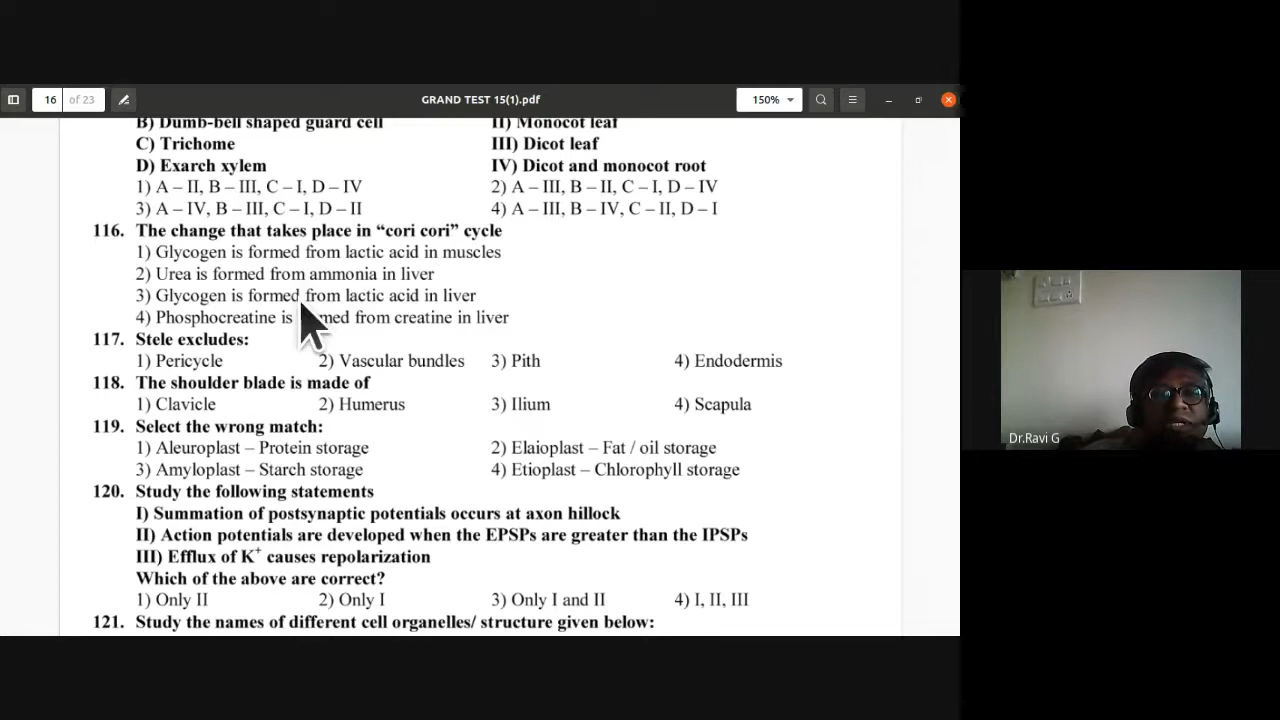 16 of 23
GRAND TEST 15(1).pdf
150%
B) Dumb-bell shaped guard cell II) Monocot leaf
C) Trichome III) Dicot leaf
D) Exarch xylem IV) Dicot and monocot root
1) A – II, B – III, C – I, D – IV 2) A – III, B – II, C – I, D – IV
3) A – IV, B – III, C – I, D – II 4) A – III, B – IV, C – II, D – I
116. The change that takes place in “cori cori” cycle
1) Glycogen is formed from lactic acid in muscles
2) Urea is formed from ammonia in liver
3) Glycogen is formed from lactic acid in liver
4) Phosphocreatine is from creatine in liver
117. Stele excludes:
1) Pericycle 2) Vascular bundles 3) Pith 4) Endodermis
118. The shoulder blade is made of
1) Clavicle 2) Humerus 3) Ilium 4) Scapula
119. Select the wrong match:
1) Aleuroplast – Protein storage 2) Elaioplast – Fat / oil storage
3) Amyloplast – Starch storage 4) Etioplast – Chlorophyll storage
120. Study the following statements
I) Summation of postsynaptic potentials occurs at axon hillock
II) Action potentials are developed when the EPSPs are greater than the IPSPs
III) Efflux of K⁺ causes repolarization
Which of the above are correct?
1) Only II 2) Only I 3) Only I and II 4) I, II, III
121. Study the names of different cell organelles/ structure given below:
Dr.Ravi G